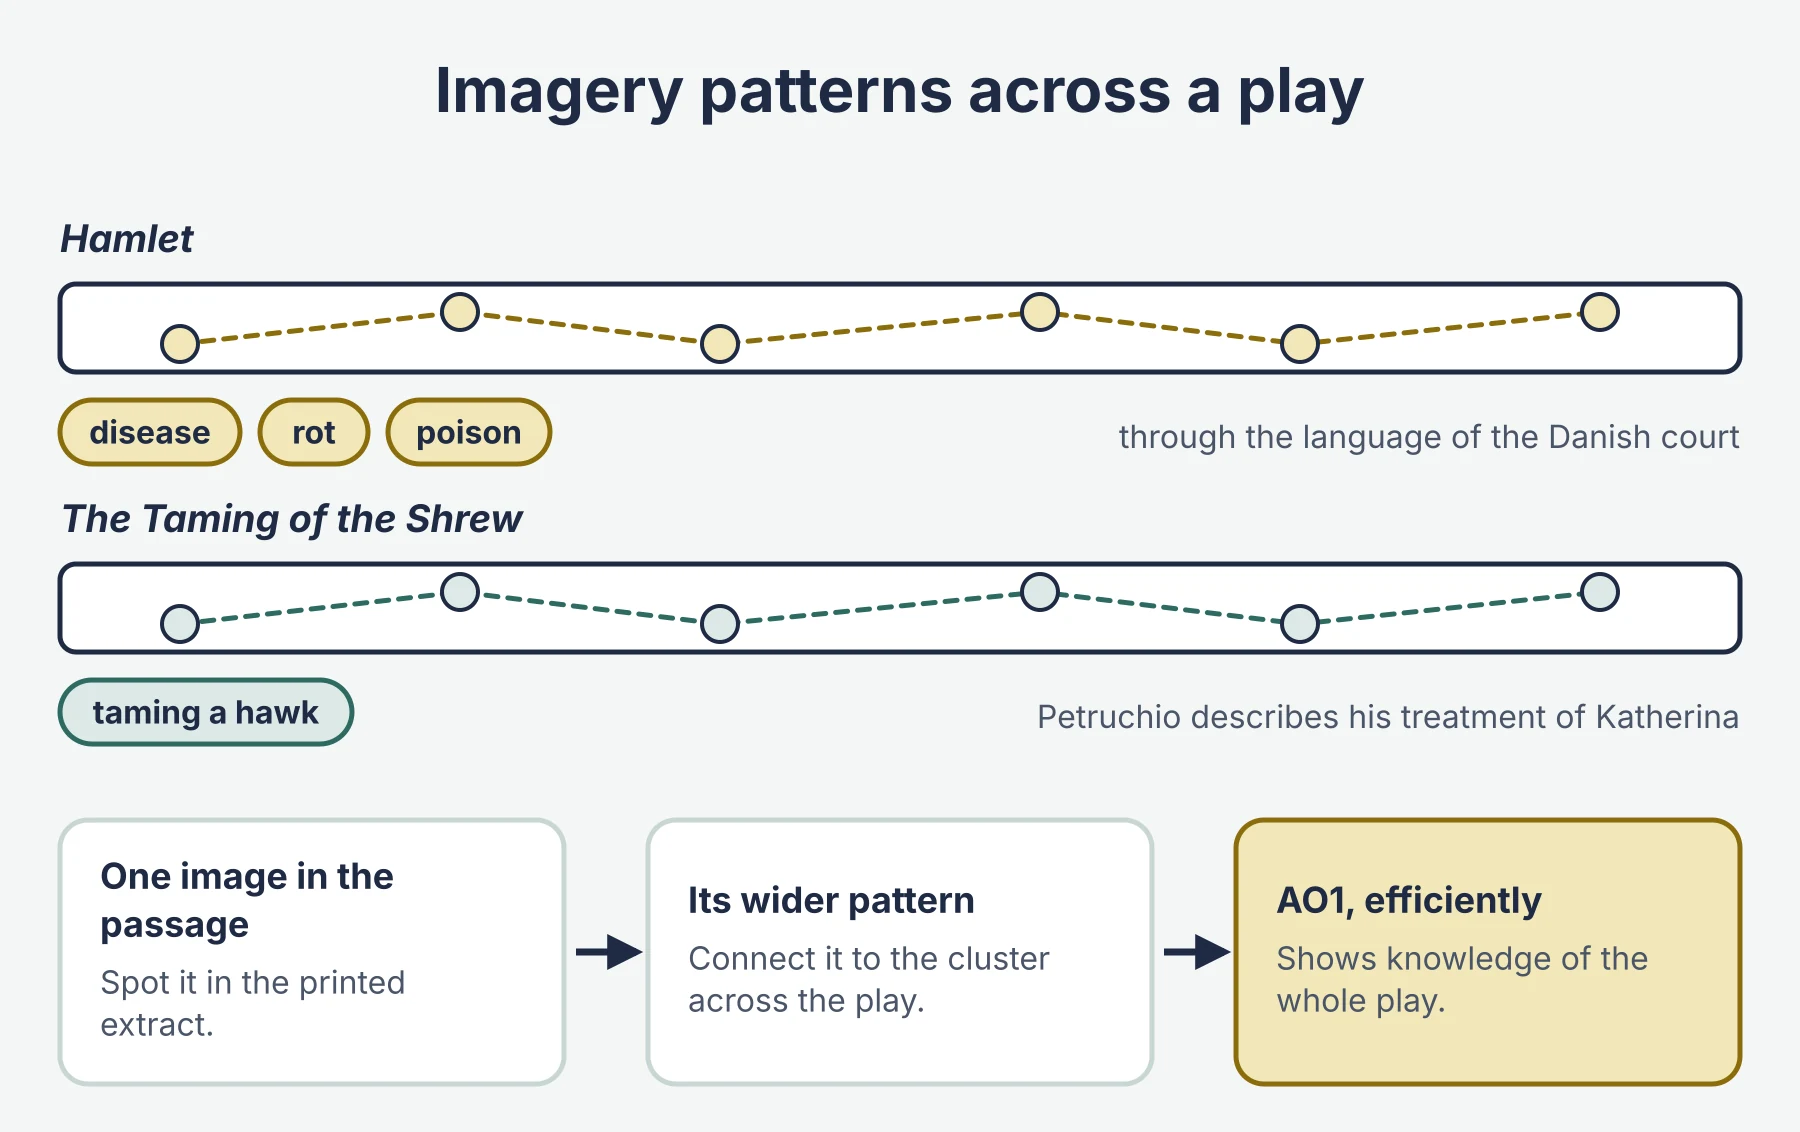 Imagery patterns across a play
Hamlet
disease rot poison
through the language of the Danish court
The Taming of the Shrew
taming a hawk
Petruchio describes his treatment of Katherina
One image in the
passage
Spot it in the printed
extract.
Its wider pattern
Connect it to the cluster
across the play.
AO1, efficiently
Shows knowledge of the
whole play.